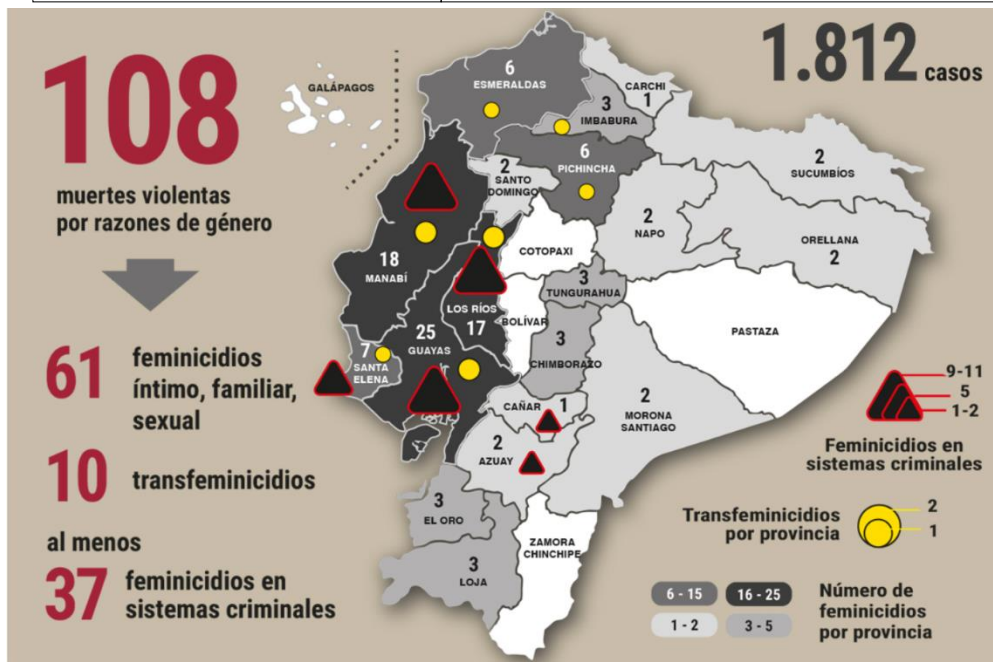 108
muertes violentas
por razones de género
61
feminicidios
íntimo, familiar,
sexual
10
transfeminicidios
al menos
37
feminicidios en
sistemas criminales
1.812 casos
GALÁPAGOS
6
ESMERALDAS
CARCHI
1
3
IMBABURA
6
PICHINCHA
2
SANTO
DOMINGO
2
SUCUMBÍOS
2
NAPO
ORELLANA
2
COTOPAXI
18
MANABÍ
LOS RÍOS
17
3
TUNGURAHUA
BOLÍVAR
PASTAZA
25
GUAYAS
7
SANTA
ELENA
3
CHIMBORAZO
CAÑAR
1
2
MORONA
SANTIAGO
2
AZUAY
3
EL ORO
3
LOJA
ZAMORA
CHINCHIPE
9-11
5
1-2
Feminicidios en
sistemas criminales
Transfeminicidios
por provincia
2
1
6 - 15
16 - 25
1 - 2
3 - 5
Número de
feminicidios
por provincia